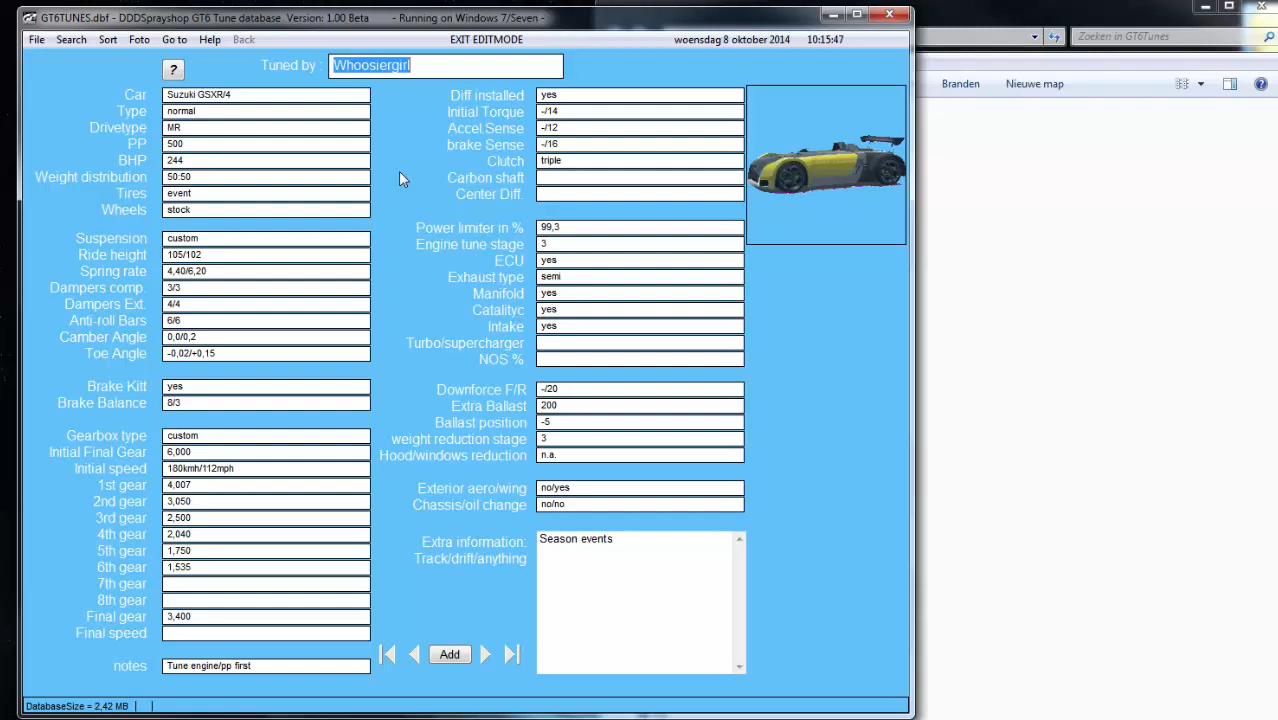 GT6TUNES.dbf - DDDSprayshop GT6 Tune database Version: 1.00 Beta - Running on Windows 7/Seven -
File Search Sort Foto Go to Help Back EXIT EDITMODE woensdag 8 oktober 2014 10:15:47
Zoeken in GT6Tunes
Branden Nieuwe map
? Tuned by : Whoosiergirl
Car Suzuki GSXR/4
Type normal
Drivetype MR
PP 500
BHP 244
Weight distribution 50:50
Tires event
Wheels stock
Suspension custom
Ride height 105/102
Spring rate 4,40/6,20
Dampers comp. 3/3
Dampers Ext. 4/4
Anti-roll Bars 6/6
Camber Angle 0,0/0,2
Toe Angle -0,02/+0,15
Brake Kitt yes
Brake Balance 8/3
Gearbox type custom
Initial Final Gear 6,000
Initial speed 180kmh/112mph
1st gear 4,007
2nd gear 3,050
3rd gear 2,500
4th gear 2,040
5th gear 1,750
6th gear 1,535
7th gear
8th gear
Final gear 3,400
Final speed
notes Tune engine/pp first
Diff installed yes
Initial Torque -/14
Accel.Sense -/12
brake Sense -/16
Clutch triple
Carbon shaft
Center Diff.
Power limiter in % 99,3
Engine tune stage 3
ECU yes
Exhaust type semi
Manifold yes
Catalityc yes
Intake yes
Turbo/supercharger
NOS %
Downforce F/R -/20
Extra Ballast 200
Ballast position -5
weight reduction stage 3
Hood/windows reduction n.a.
Exterior aero/wing no/yes
Chassis/oil change no/no
Extra information: Season events
Track/drift/anything
Add
DatabaseSize = 2,42 MB